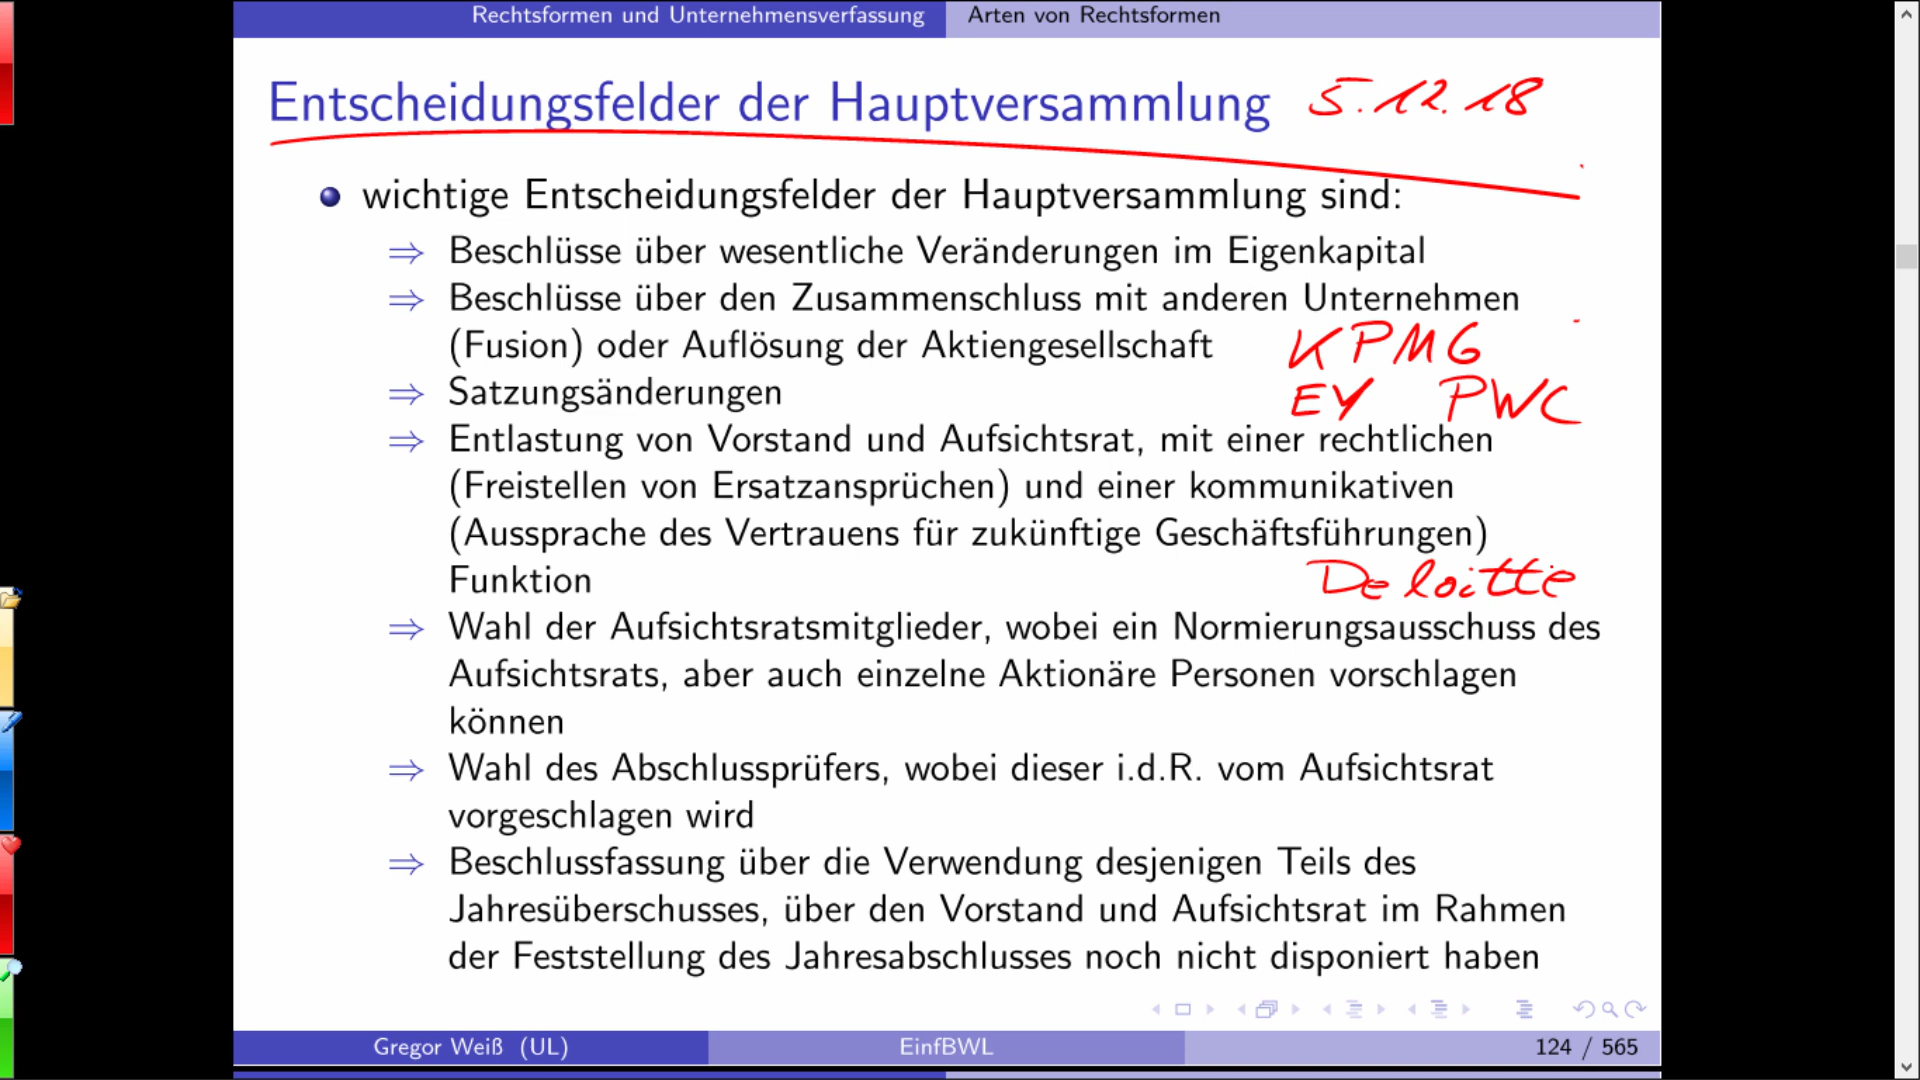 Rechtsformen und Unternehmensverfassung Arten von Rechtsformen
Entscheidungsfelder der Hauptversammlung 5.12.18
wichtige Entscheidungsfelder der Hauptversammlung sind:
⇒ Beschlüsse über wesentliche Veränderungen im Eigenkapital
⇒ Beschlüsse über den Zusammenschluss mit anderen Unternehmen
(Fusion) oder Auflösung der Aktiengesellschaft KPMG
⇒ Satzungsänderungen EY PWC
⇒ Entlastung von Vorstand und Aufsichtsrat, mit einer rechtlichen
(Freistellen von Ersatzansprüchen) und einer kommunikativen
(Aussprache des Vertrauens für zukünftige Geschäftsführungen)
Funktion Deloitte
⇒ Wahl der Aufsichtsratsmitglieder, wobei ein Normierungsausschuss des
Aufsichtsrats, aber auch einzelne Aktionäre Personen vorschlagen
können
⇒ Wahl des Abschlussprüfers, wobei dieser i.d.R. vom Aufsichtsrat
vorgeschlagen wird
⇒ Beschlussfassung über die Verwendung desjenigen Teils des
Jahresüberschusses, über den Vorstand und Aufsichtsrat im Rahmen
der Feststellung des Jahresabschlusses noch nicht disponiert haben
Gregor Weiß (UL) EinfBWL 124 / 565